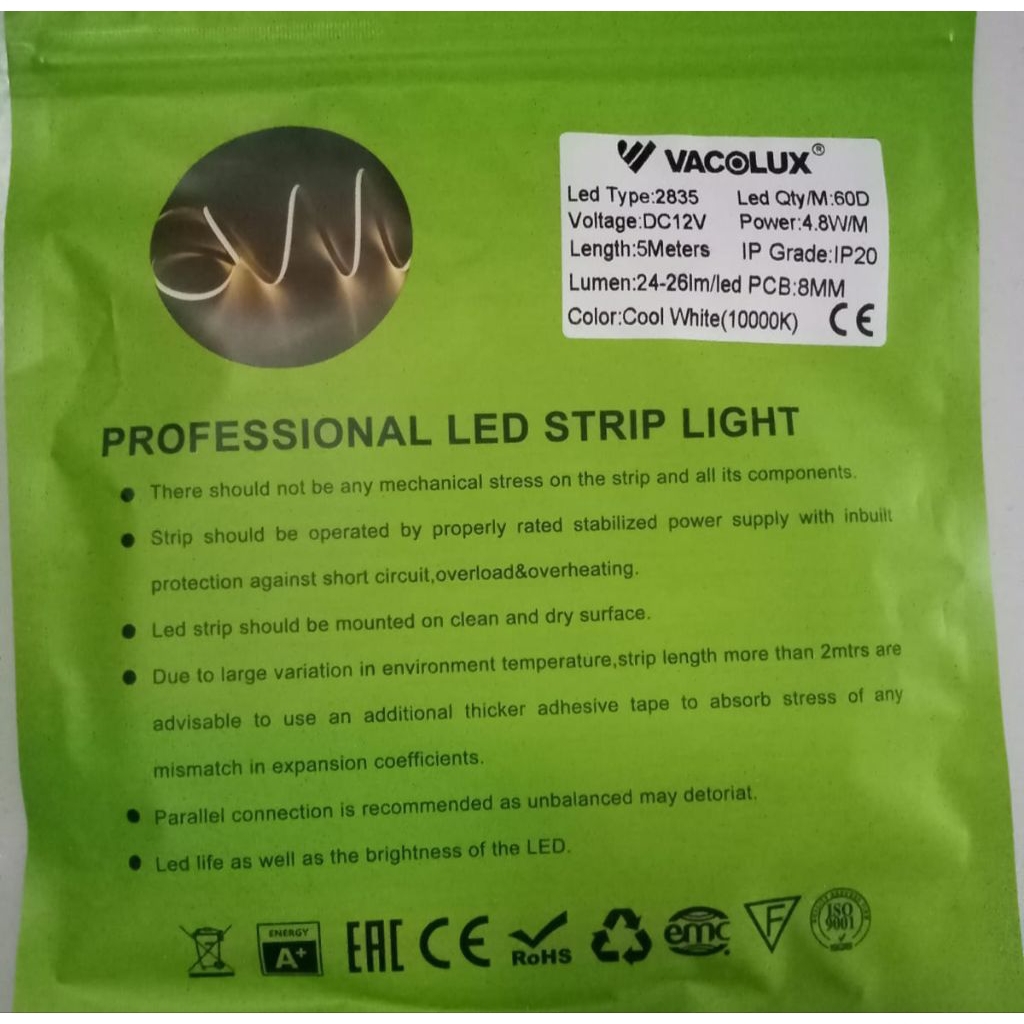 VACOLUX®
Led Type:2835 Led Qty/M:60D
Voltage:DC12V Power:4.8W/M
Length:5Meters IP Grade:IP20
Lumen:24-26lm/led PCB:8MM
Color:Cool White(10000K) CE
PROFESSIONAL LED STRIP LIGHT
● There should not be any mechanical stress on the strip and all its components.
● Strip should be operated by properly rated stabilized power supply with inbuilt
protection against short circuit,overload&overheating.
● Led strip should be mounted on clean and dry surface.
● Due to large variation in environment temperature,strip length more than 2mtrs are
advisable to use an additional thicker adhesive tape to absorb stress of any
mismatch in expansion coefficients.
● Parallel connection is recommended as unbalanced may detoriat.
● Led life as well as the brightness of the LED.
ENERGY
A+
EAC CE RoHS emc F ISO
9001